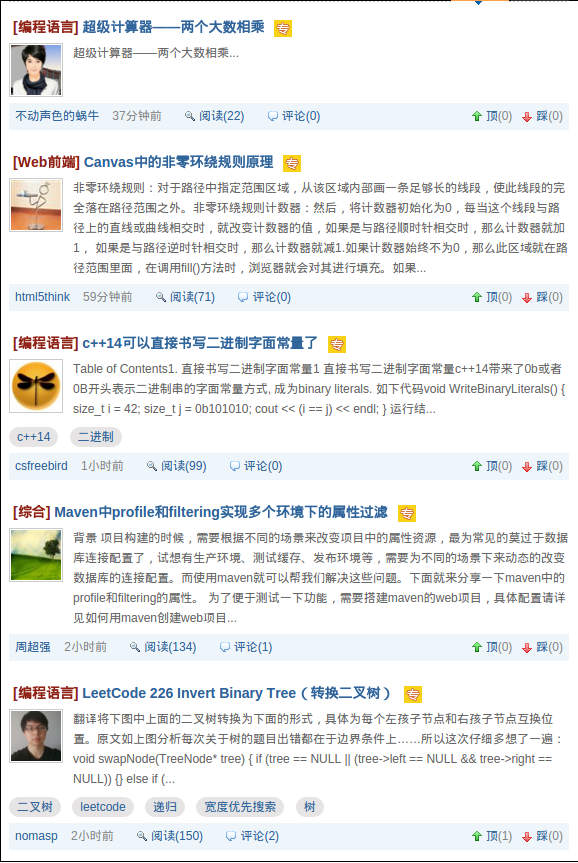 [编程语言] 超级计算器——两个大数相乘 专
超级计算器——两个大数相乘...
不动声色的蜗牛 37分钟前 阅读(22) 评论(0) 顶(0) 踩(0)
[Web前端] Canvas中的非零环绕规则原理 专
非零环绕规则：对于路径中指定范围区域，从该区域内部画一条足够长的线段，使此线段的完
全落在路径范围之外。非零环绕规则计数器：然后，将计数器初始化为0，每当这个线段与路
径上的直线或曲线相交时，就改变计数器的值，如果是与路径顺时针相交时，那么计数器就加
1， 如果是与路径逆时针相交时，那么计数器就减1.如果计数器始终不为0，那么此区域就在路
径范围里面，在调用fill()方法时，浏览器就会对其进行填充。如果...
html5think 59分钟前 阅读(71) 评论(0) 顶(0) 踩(0)
[编程语言] c++14可以直接书写二进制字面常量了 专
Table of Contents1. 直接书写二进制字面常量1 直接书写二进制字面常量c++14带来了0b或者
0B开头表示二进制串的字面常量方式, 成为binary literals. 如下代码void WriteBinaryLiterals() {
size_t i = 42; size_t j = 0b101010; cout << (i == j) << endl; } 运行结...
c++14 二进制
csfreebird 1小时前 阅读(99) 评论(0) 顶(0) 踩(0)
[综合] Maven中profile和filtering实现多个环境下的属性过滤 专
背景 项目构建的时候，需要根据不同的场景来改变项目中的属性资源，最为常见的莫过于数据
库连接配置了，试想有生产环境、测试缓存、发布环境等，需要为不同的场景下来动态的改变
数据库的连接配置。而使用maven就可以帮我们解决这些问题。下面就来分享一下maven中的
profile和filtering的属性。 为了便于测试一下功能，需要搭建maven的web项目，具体配置请详
见如何用maven创建web项目...
周超强 2小时前 阅读(134) 评论(1) 顶(0) 踩(0)
[编程语言] LeetCode 226 Invert Binary Tree（转换二叉树） 专
翻译将下图中上面的二叉树转换为下面的形式，具体为每个左孩子节点和右孩子节点互换位
置。原文如上图分析每次关于树的题目出错都在于边界条件上……所以这次仔细多想了一遍：
void swapNode(TreeNode* tree) { if (tree == NULL || (tree->left == NULL && tree->right ==
NULL)) {} else if (...
二叉树 leetcode 递归 宽度优先搜索 树
nomasp 2小时前 阅读(150) 评论(2) 顶(1) 踩(0)